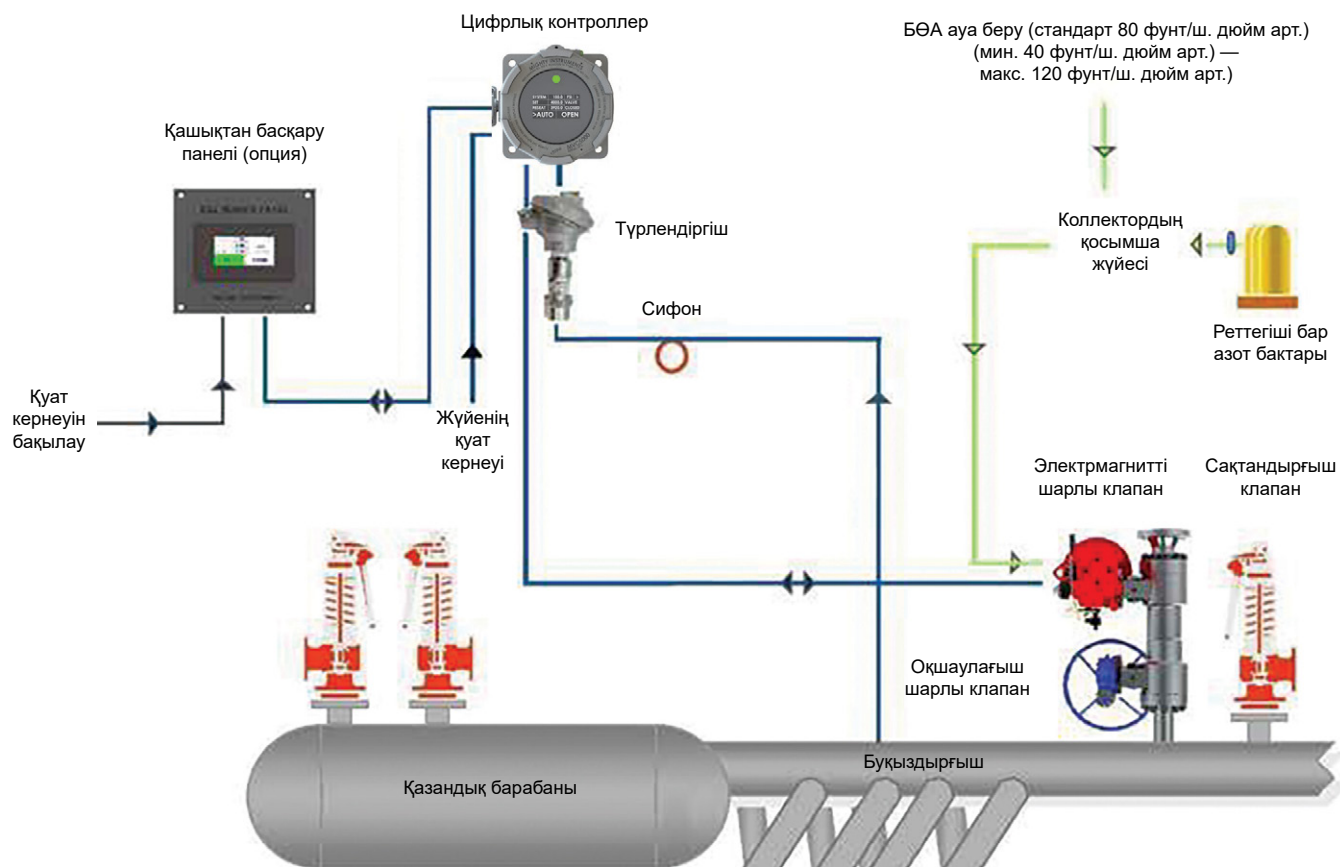 Цифрлық контроллер
БӨА ауа беру (стандарт 80 фунт/ш. дюйм арт.)
(мин. 40 фунт/ш. дюйм арт.) —
макс. 120 фунт/ш. дюйм арт.)
Қашықтан басқару
панелі (опция)
>AUTO OPEN
Түрлендіргіш
Коллектордың
қосымша
жүйесі
Сифон
Реттегіші бар
азот бактары
Қуат
кернеуін
бақылау
Жүйенің
қуат
кернеуі
Электрмагнитті
шарлы клапан
Сақтандырғыш
клапан
Оқшаулағыш
шарлы клапан
Буқыздырғыш
Қазандық барабаны